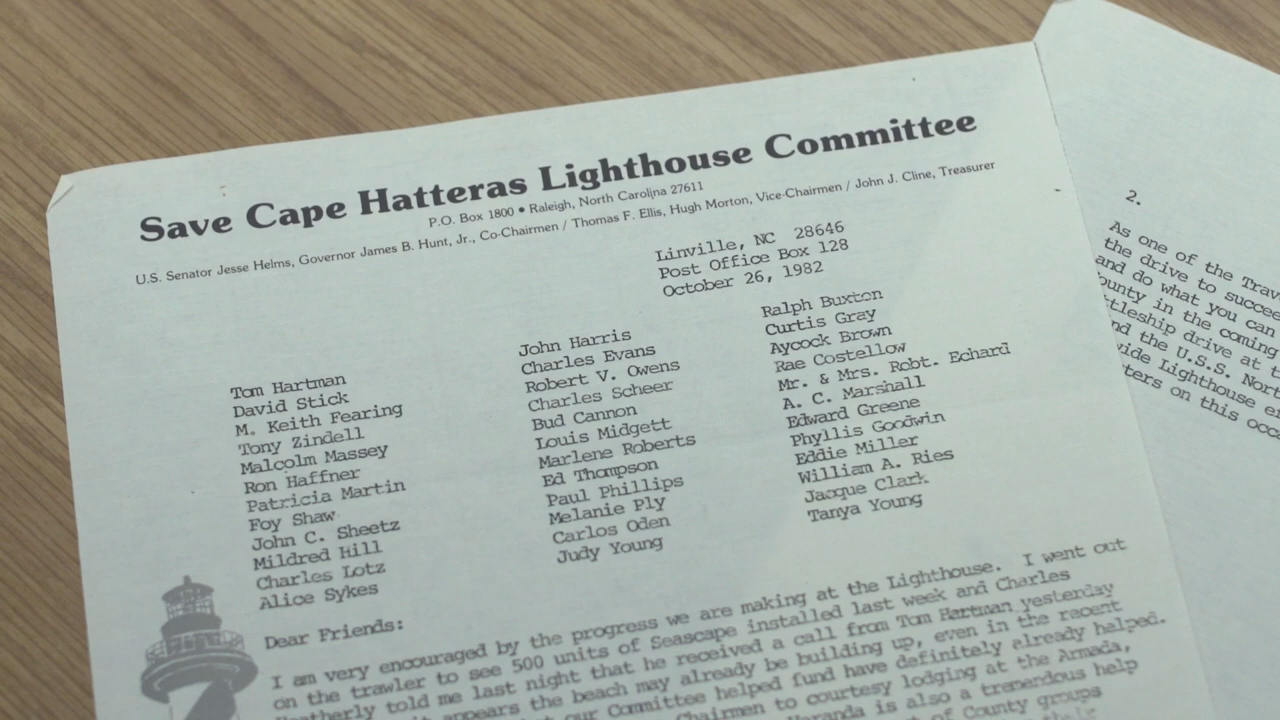 Save Cape Hatteras Lighthouse Committee
P.O. Box 1800 • Raleigh, North Carolina 27611
U.S. Senator Jesse Helms, Governor James B. Hunt, Jr., Co-Chairmen / Thomas F. Ellis, Hugh Morton, Vice-Chairmen / John J. Cline, Treasurer
Linville, NC 28646
Post Office Box 128
October 26, 1982
Tom Hartman
David Stick
M. Keith Fearing
Tony Zindell
Malcolm Massey
Ron Haffner
Patricia Martin
Foy Shaw
John C. Sheetz
Mildred Hill
Charles Lotz
Alice Sykes
John Harris
Charles Evans
Robert V. Owens
Charles Scheer
Bud Cannon
Louis Midgett
Marlene Roberts
Ed Thompson
Paul Phillips
Melanie Ply
Carlos Oden
Judy Young
Ralph Buxton
Curtis Gray
Aycock Brown
Rae Costellow
Mr. & Mrs. Robt. Echard
A. C. Marshall
Edward Greene
Phyllis Goodwin
Eddie Miller
William A. Ries
Jacque Clark
Tanya Young
Dear Friends:
I am very encouraged by the progress we are making at the Lighthouse. I went out
on the trawler to see 500 units of Seascape installed last week and Charles
told me last night that he received a call from Tom Hartman yesterday
it appears the beach may already be building up, even in the recent
our Committee helped fund have definitely already helped.
Chairmen to courtesy lodging at the Armada,
is also a tremendous help
of County groups
2.
As one of the
the drive to
and do what you can
in the coming
drive at
the U.S.S.
Lighthouse
on this